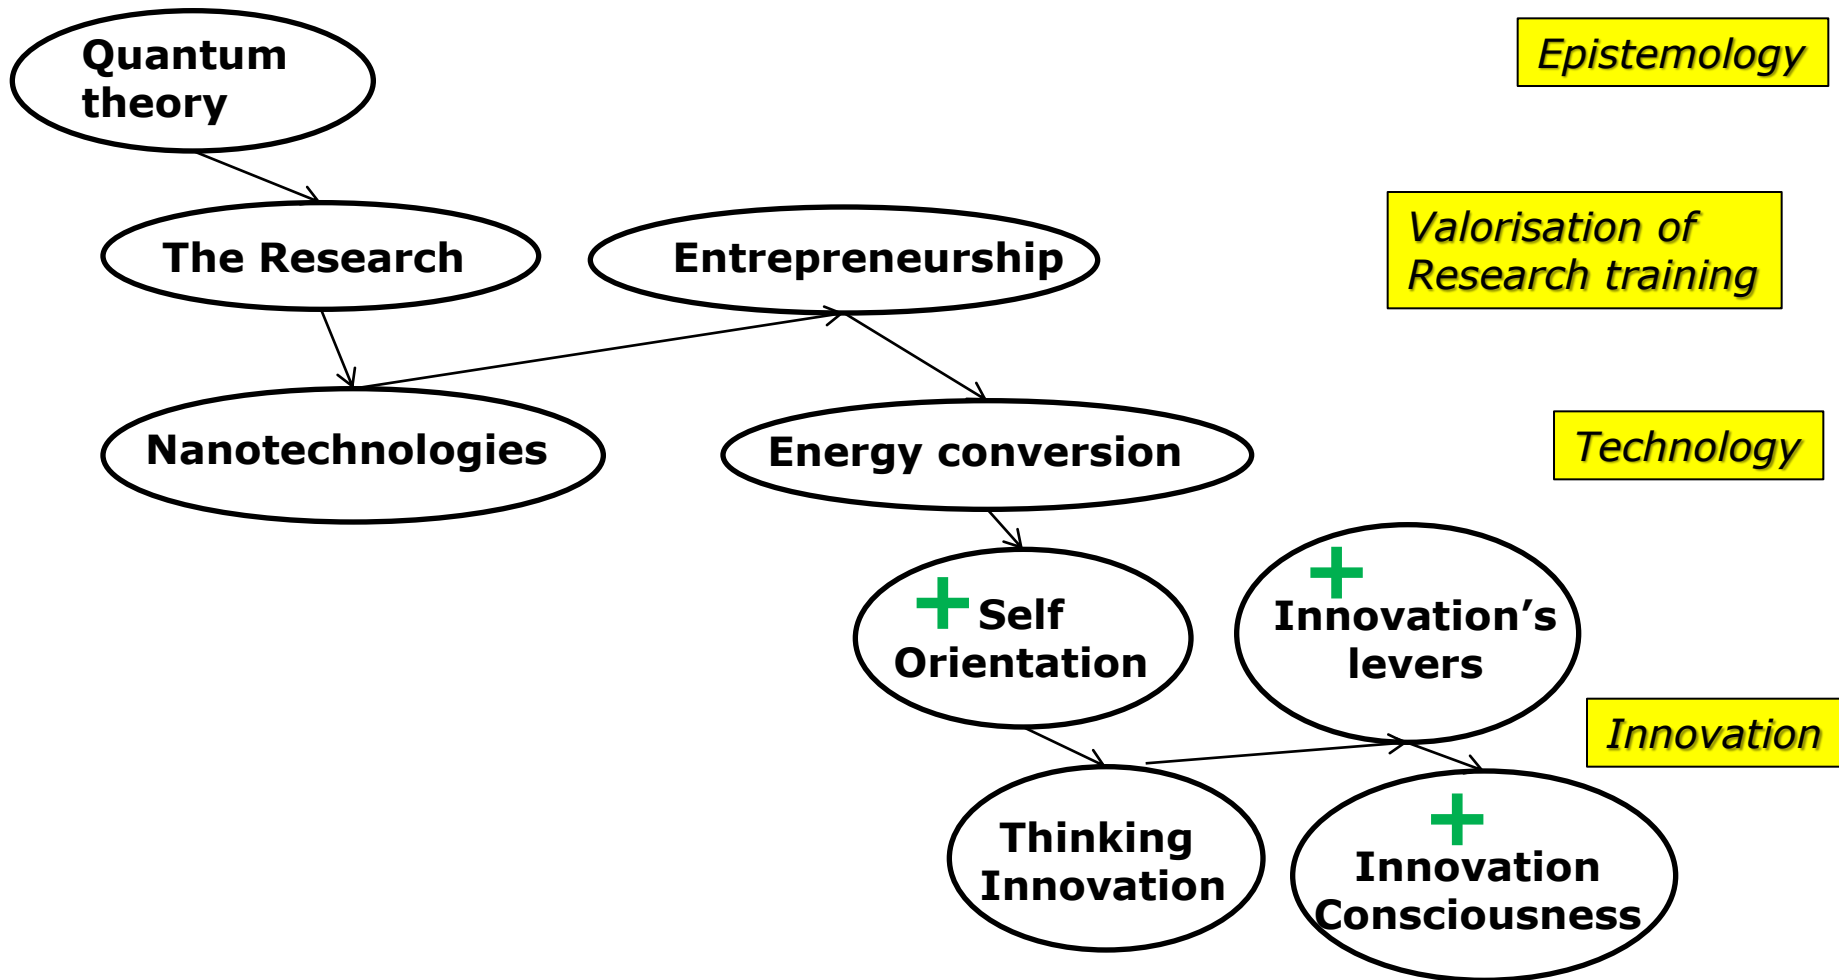 Quantum
theory
Epistemology
The Research
Entrepreneurship
Valorisation of
Research training
Nanotechnologies
Energy conversion
Technology
+ Self
Orientation
+
Innovation’s
levers
Innovation
Thinking
Innovation
+
Innovation
Consciousness